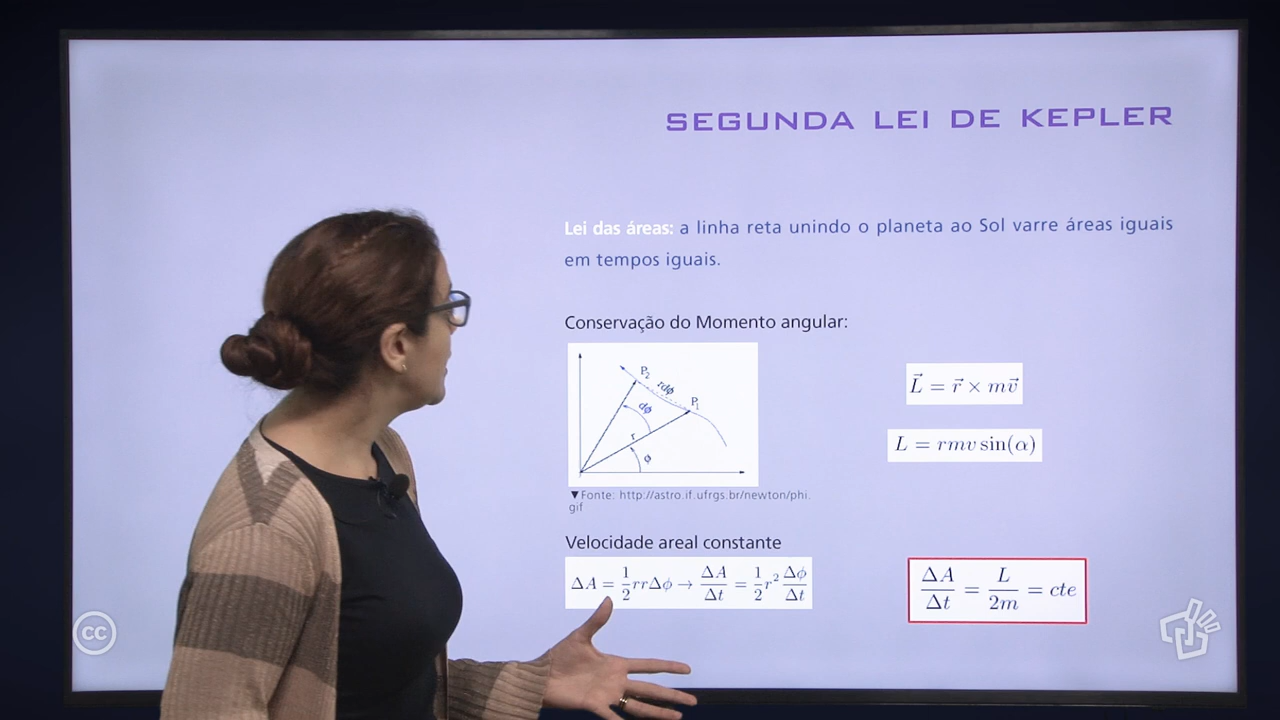 SEGUNDA LEI DE KEPLER
Lei das áreas: a linha reta unindo o planeta ao Sol varre áreas iguais
em tempos iguais.
Conservação do Momento angular:
P₂
rdϕ
P₁
dϕ
r
ϕ
▼Fonte: http://astro.if.ufrgs.br/newton/phi.
gif
L⃗ = r⃗ × mv⃗
L = rmv sin(α)
Velocidade areal constante
ΔA = 1/2 rrΔϕ → ΔA/Δt = 1/2 r² Δϕ/Δt
ΔA/Δt = L/2m = cte
cc